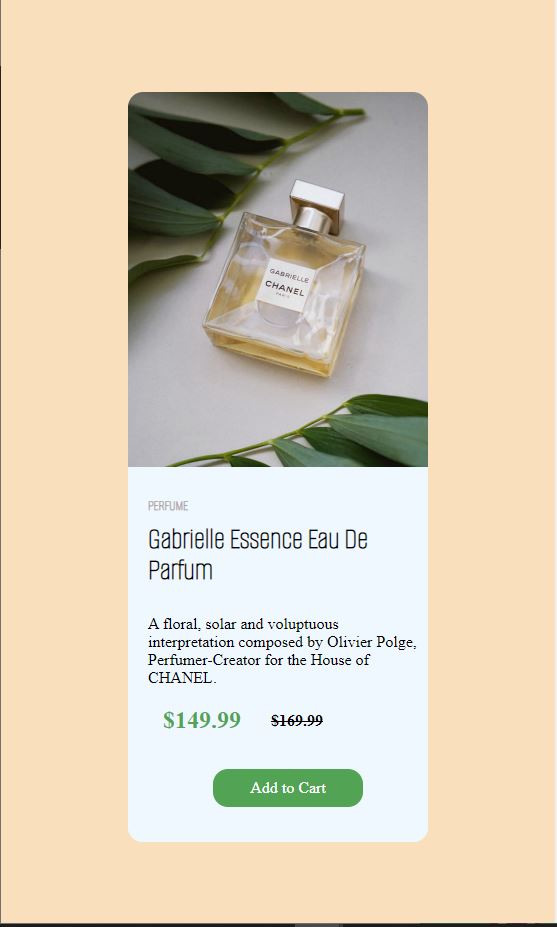 GABRIELLE
CHANEL
PARIS
PERFUME
Gabrielle Essence Eau De
Parfum
A floral, solar and voluptuous
interpretation composed by Olivier Polge,
Perfumer-Creator for the House of
CHANEL.
$149.99 $169.99
Add to Cart